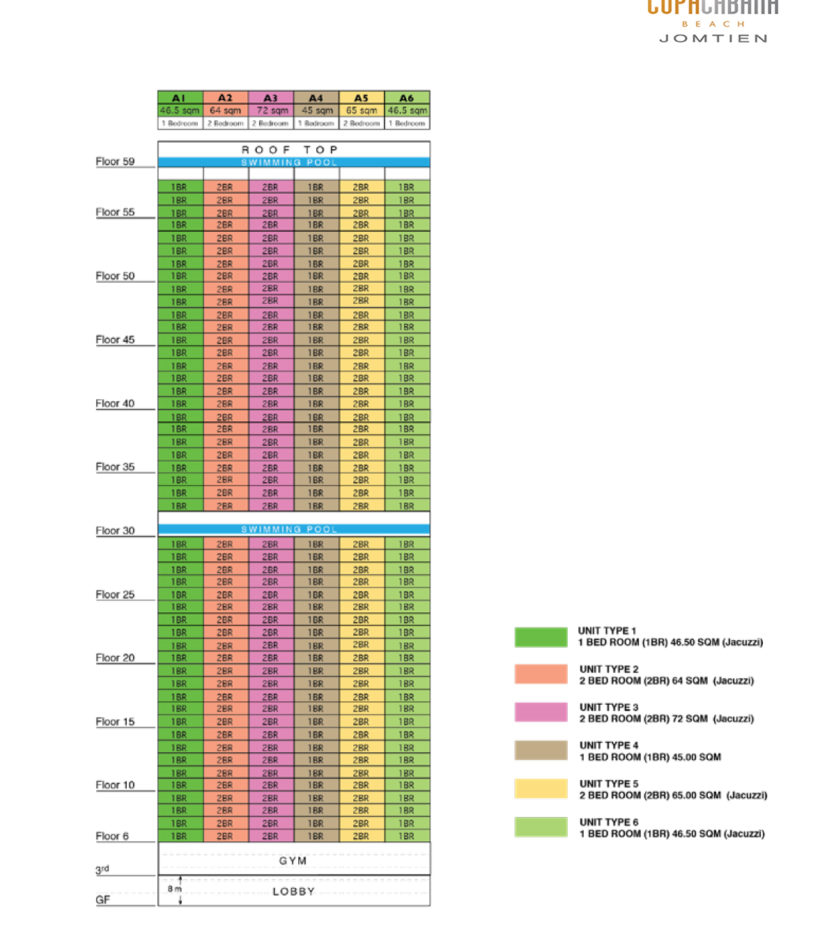 COPACABANA
BEACH
JOMTIEN
A1 A2 A3 A4 A5 A6
46.5 sqm 64 sqm 72 sqm 45 sqm 65 sqm 46.5 sqm
1 Bedroom 2 Bedroom 2 Bedroom 1 Bedroom 2 Bedroom 1 Bedroom
ROOF TOP
Floor 59 SWIMMING POOL
1BR 2BR 2BR 1BR 2BR 1BR
1BR 2BR 2BR 1BR 2BR 1BR
Floor 55 1BR 2BR 2BR 1BR 2BR 1BR
1BR 2BR 2BR 1BR 2BR 1BR
1BR 2BR 2BR 1BR 2BR 1BR
1BR 2BR 2BR 1BR 2BR 1BR
1BR 2BR 2BR 1BR 2BR 1BR
Floor 50 1BR 2BR 2BR 1BR 2BR 1BR
1BR 2BR 2BR 1BR 2BR 1BR
1BR 2BR 2BR 1BR 2BR 1BR
1BR 2BR 2BR 1BR 2BR 1BR
1BR 2BR 2BR 1BR 2BR 1BR
Floor 45 1BR 2BR 2BR 1BR 2BR 1BR
1BR 2BR 2BR 1BR 2BR 1BR
1BR 2BR 2BR 1BR 2BR 1BR
1BR 2BR 2BR 1BR 2BR 1BR
1BR 2BR 2BR 1BR 2BR 1BR
Floor 40 1BR 2BR 2BR 1BR 2BR 1BR
1BR 2BR 2BR 1BR 2BR 1BR
1BR 2BR 2BR 1BR 2BR 1BR
1BR 2BR 2BR 1BR 2BR 1BR
1BR 2BR 2BR 1BR 2BR 1BR
Floor 35 1BR 2BR 2BR 1BR 2BR 1BR
1BR 2BR 2BR 1BR 2BR 1BR
1BR 2BR 2BR 1BR 2BR 1BR
1BR 2BR 2BR 1BR 2BR 1BR
Floor 30 SWIMMING POOL
1BR 2BR 2BR 1BR 2BR 1BR
1BR 2BR 2BR 1BR 2BR 1BR
1BR 2BR 2BR 1BR 2BR 1BR
1BR 2BR 2BR 1BR 2BR 1BR
Floor 25 1BR 2BR 2BR 1BR 2BR 1BR
1BR 2BR 2BR 1BR 2BR 1BR
1BR 2BR 2BR 1BR 2BR 1BR
1BR 2BR 2BR 1BR 2BR 1BR
1BR 2BR 2BR 1BR 2BR 1BR
Floor 20 1BR 2BR 2BR 1BR 2BR 1BR
1BR 2BR 2BR 1BR 2BR 1BR
1BR 2BR 2BR 1BR 2BR 1BR
1BR 2BR 2BR 1BR 2BR 1BR
1BR 2BR 2BR 1BR 2BR 1BR
Floor 15 1BR 2BR 2BR 1BR 2BR 1BR
1BR 2BR 2BR 1BR 2BR 1BR
1BR 2BR 2BR 1BR 2BR 1BR
1BR 2BR 2BR 1BR 2BR 1BR
1BR 2BR 2BR 1BR 2BR 1BR
Floor 10 1BR 2BR 2BR 1BR 2BR 1BR
1BR 2BR 2BR 1BR 2BR 1BR
1BR 2BR 2BR 1BR 2BR 1BR
1BR 2BR 2BR 1BR 2BR 1BR
Floor 6 1BR 2BR 2BR 1BR 2BR 1BR
GYM
3rd
8 m LOBBY
GF
UNIT TYPE 1
1 BED ROOM (1BR) 46.50 SQM (Jacuzzi)
UNIT TYPE 2
2 BED ROOM (2BR) 64 SQM (Jacuzzi)
UNIT TYPE 3
2 BED ROOM (2BR) 72 SQM (Jacuzzi)
UNIT TYPE 4
1 BED ROOM (1BR) 45.00 SQM
UNIT TYPE 5
2 BED ROOM (2BR) 65.00 SQM (Jacuzzi)
UNIT TYPE 6
1 BED ROOM (1BR) 46.50 SQM (Jacuzzi)